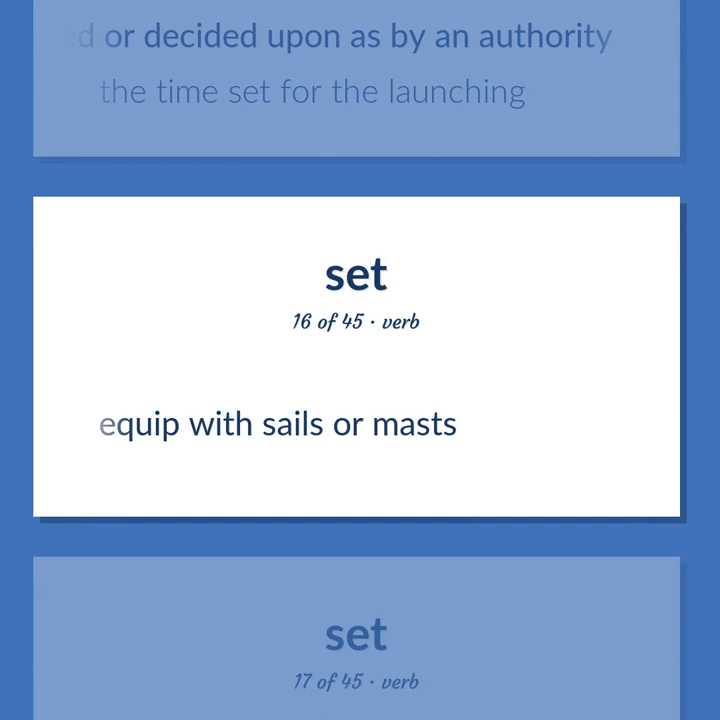 ed or decided upon as by an authority
the time set for the launching
set
16 of 45 · verb
equip with sails or masts
set
17 of 45 · verb